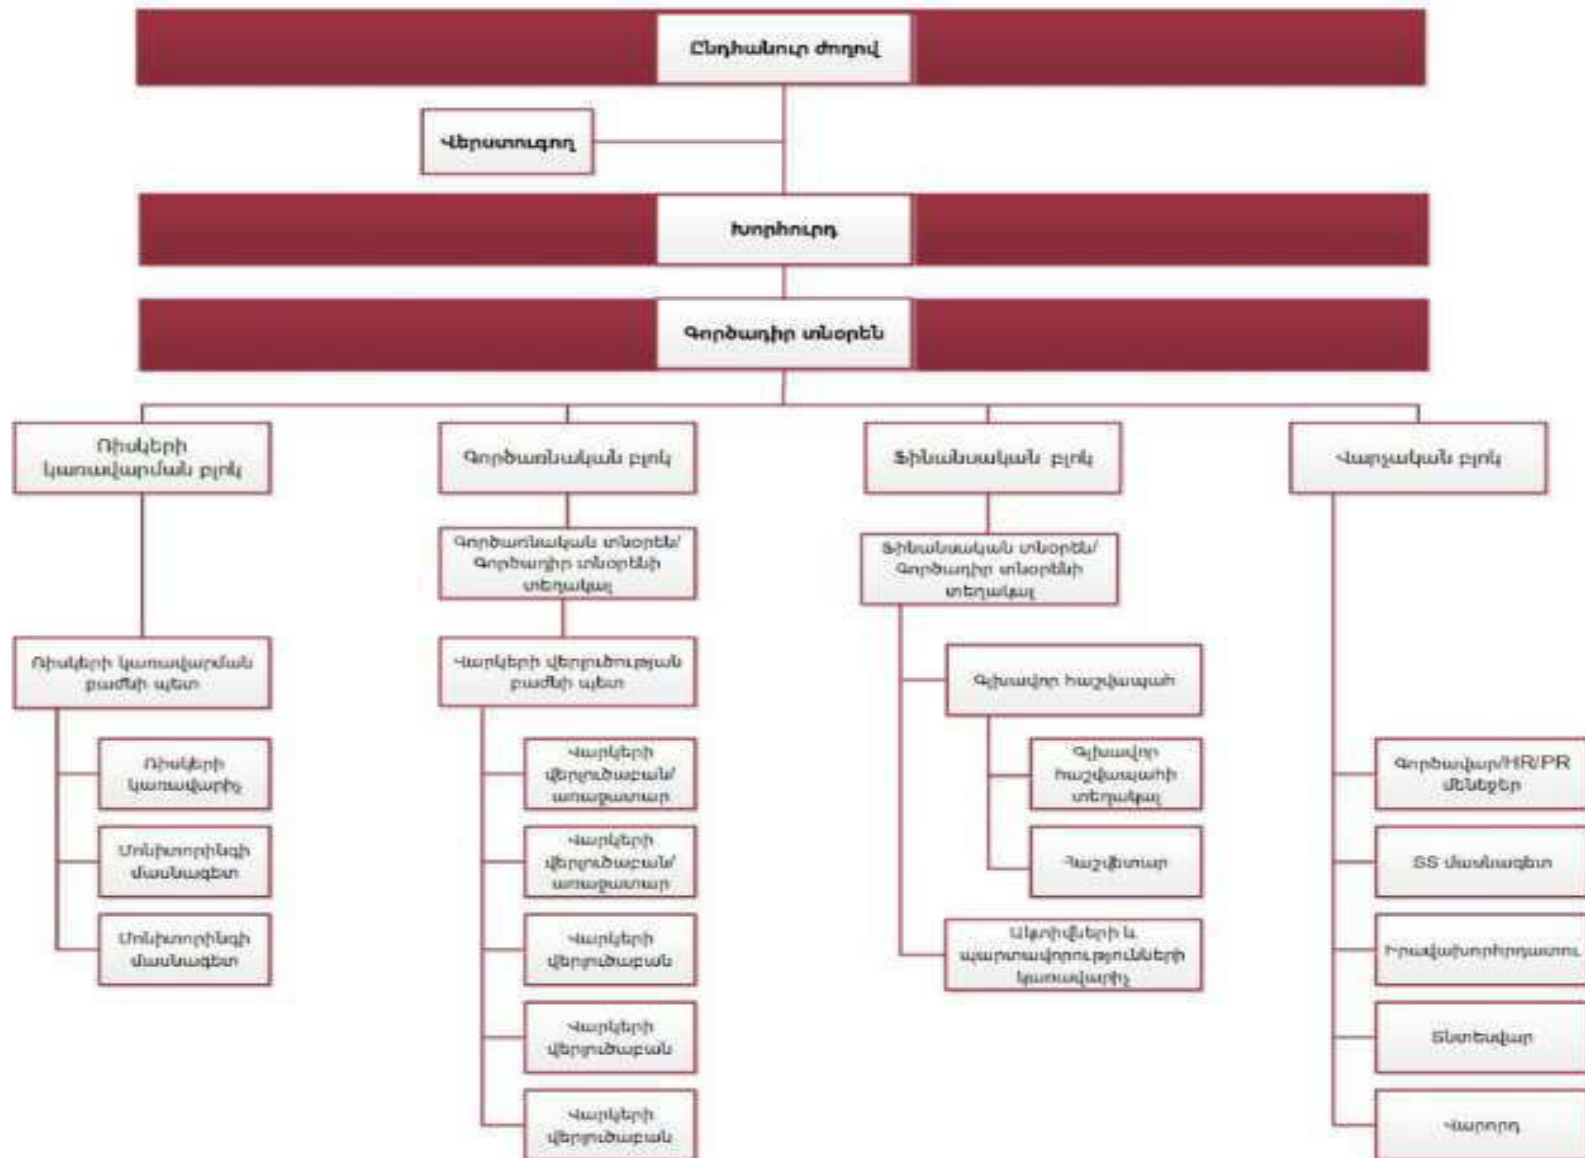 Ընդհանուր ժողով
Վերստուգող
Խորհուրդ
Գործադիր տնօրեն
Ռիսկերի
կառավարման բլոկ
Գործառնական բլոկ
Ֆինանսական բլոկ
Վարչական բլոկ
Գործառնական տնօրեն/
Գործադիր տնօրենի
տեղակալ
Ֆինանսական տնօրեն/
Գործադիր տնօրենի
տեղակալ
Ռիսկերի կառավարման
բաժնի պետ
Վարկերի վերլուծության
բաժնի պետ
Գլխավոր հաշվապահ
Ռիսկերի
կառավարիչ
Վարկերի
վերլուծաբան/
առաջատար
Գլխավոր
հաշվապահի
տեղակալ
Գործավար/HR/PR
մենեջեր
Մոնիտորինգի
մասնագետ
Վարկերի
վերլուծաբան/
առաջատար
Հաշվետար
ՏՏ մասնագետ
Մոնիտորինգի
մասնագետ
Վարկերի
վերլուծաբան
Ակտիվների և
պարտավորությունների
կառավարիչ
Իրավախորհրդատու
Վարկերի
վերլուծաբան
Տնտեսվար
Վարկերի
վերլուծաբան
Վարորդ